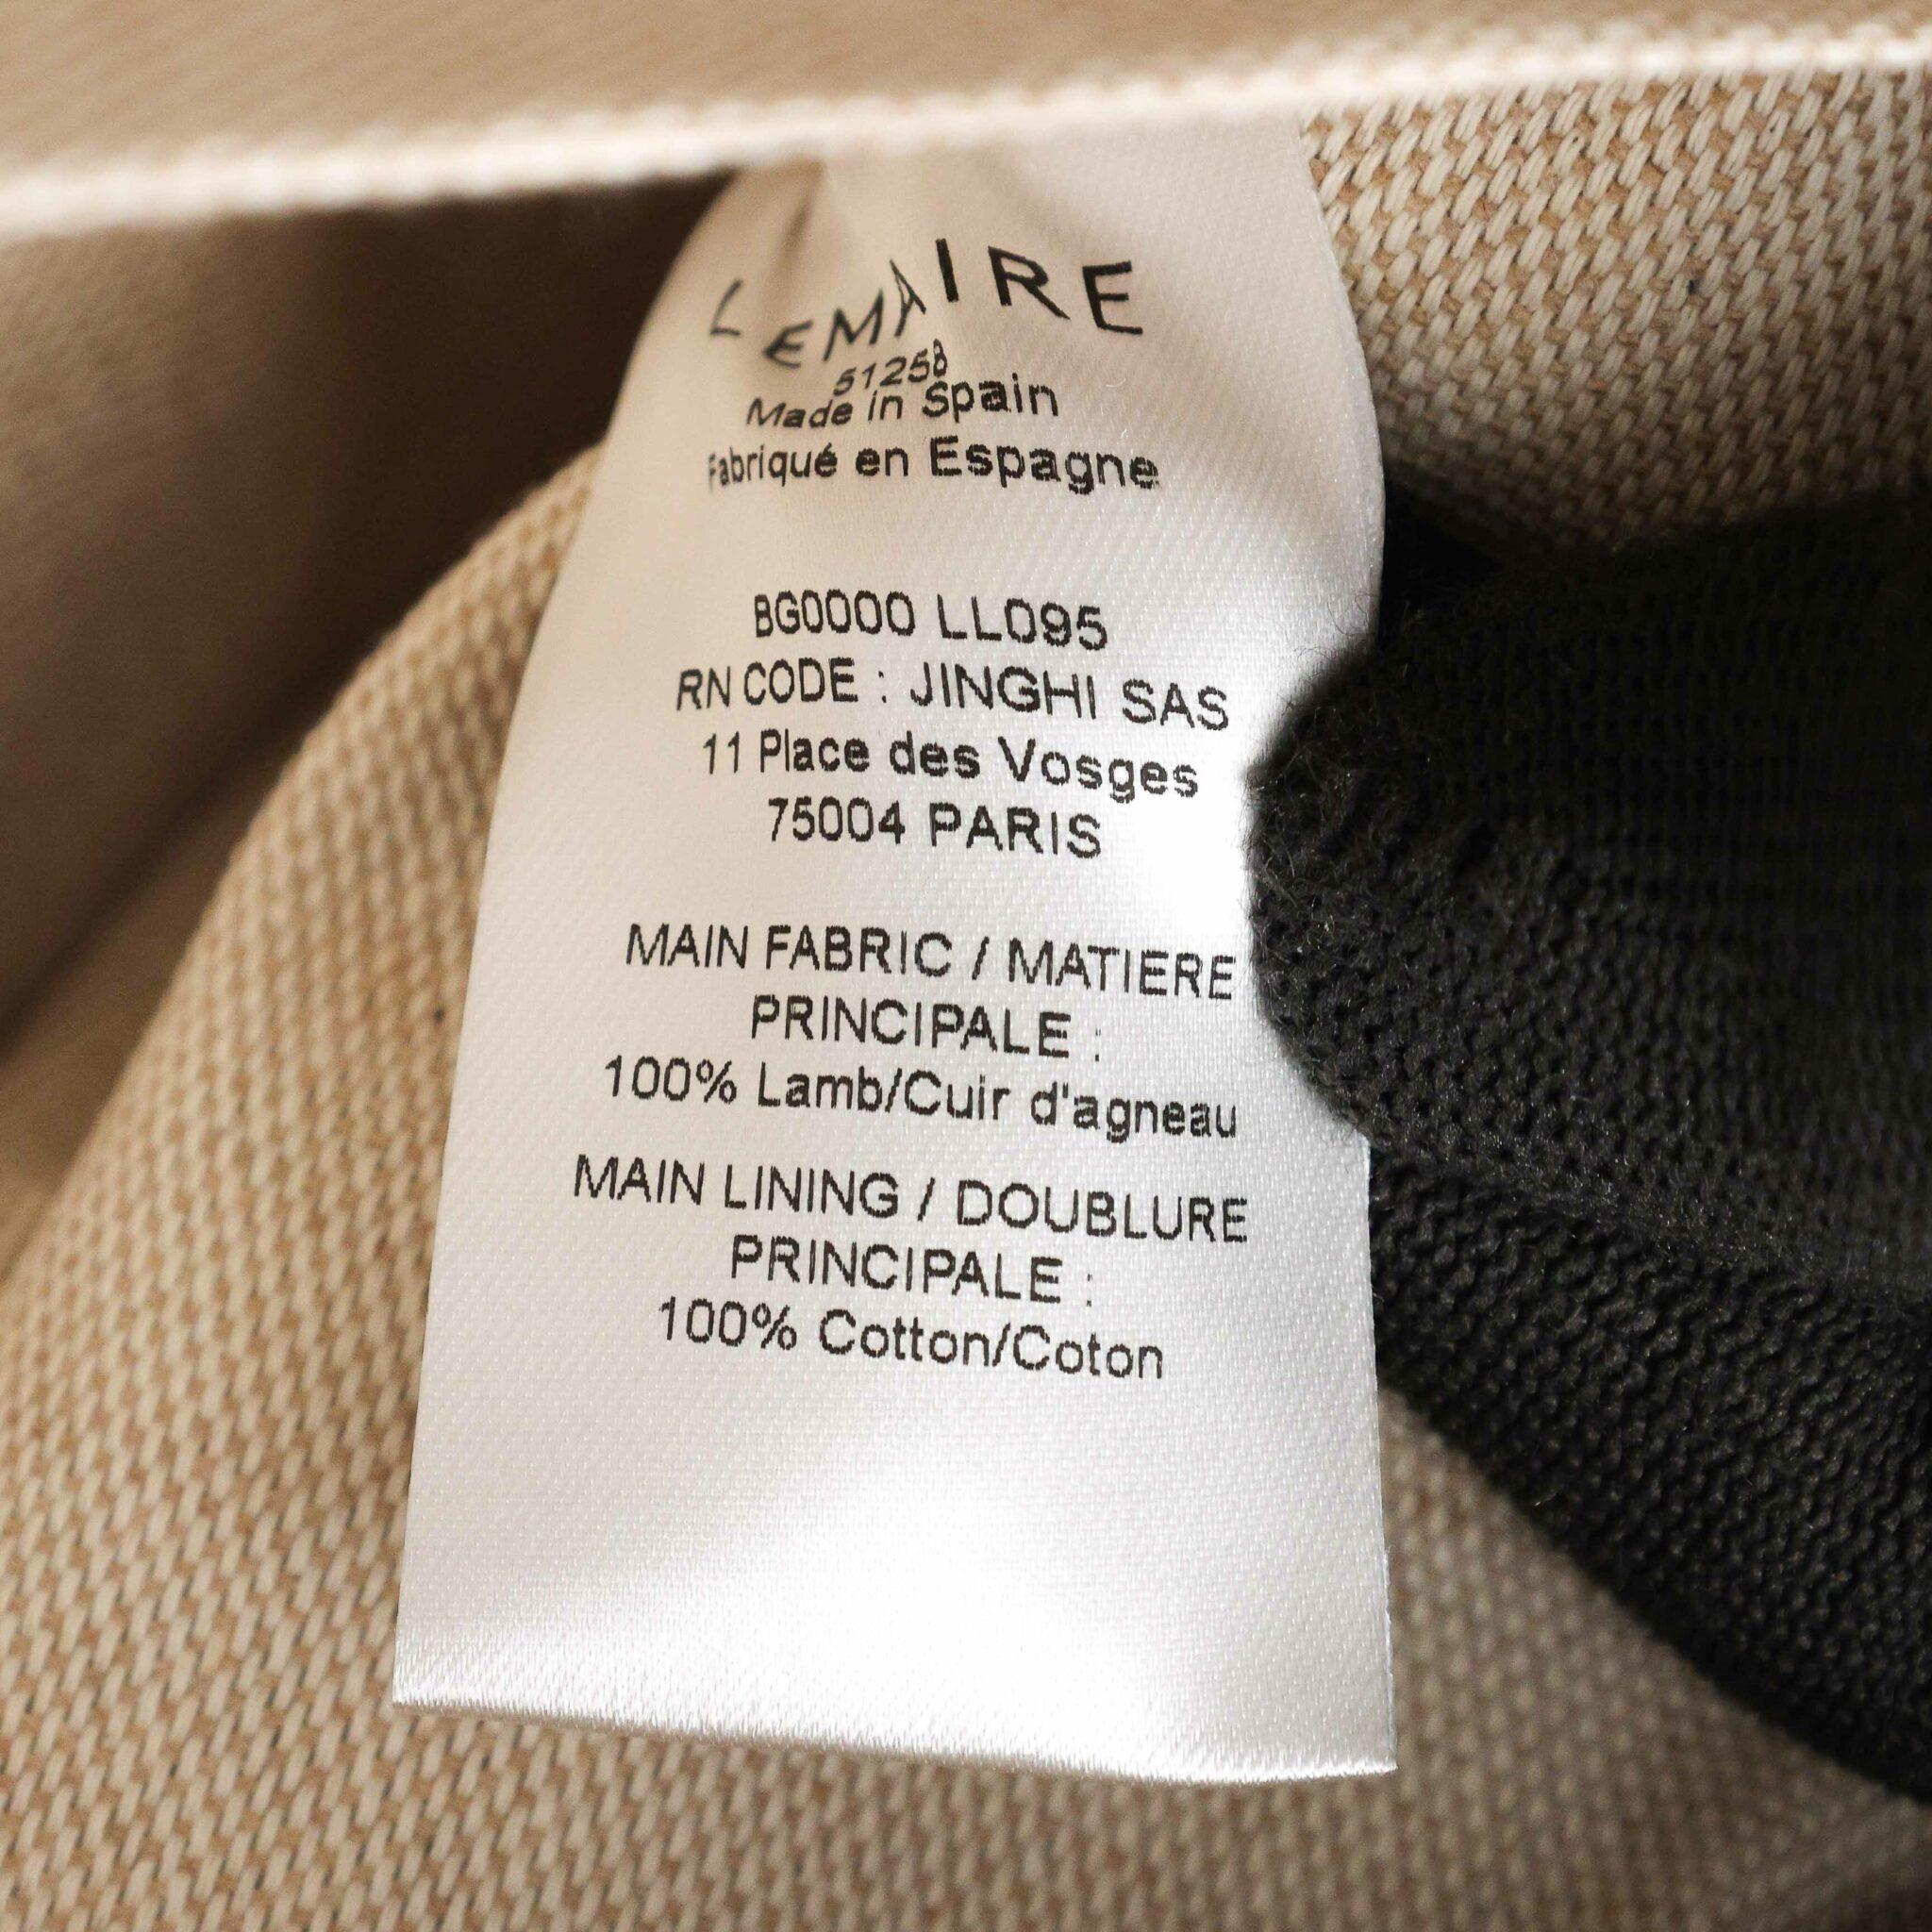 LEMAIRE
51258
Made in Spain
Fabriqué en Espagne
BG0000 LL095
RN CODE : JINGHI SAS
11 Place des Vosges
75004 PARIS
MAIN FABRIC / MATIERE
PRINCIPALE :
100% Lamb/Cuir d'agneau
MAIN LINING / DOUBLURE
PRINCIPALE :
100% Cotton/Coton